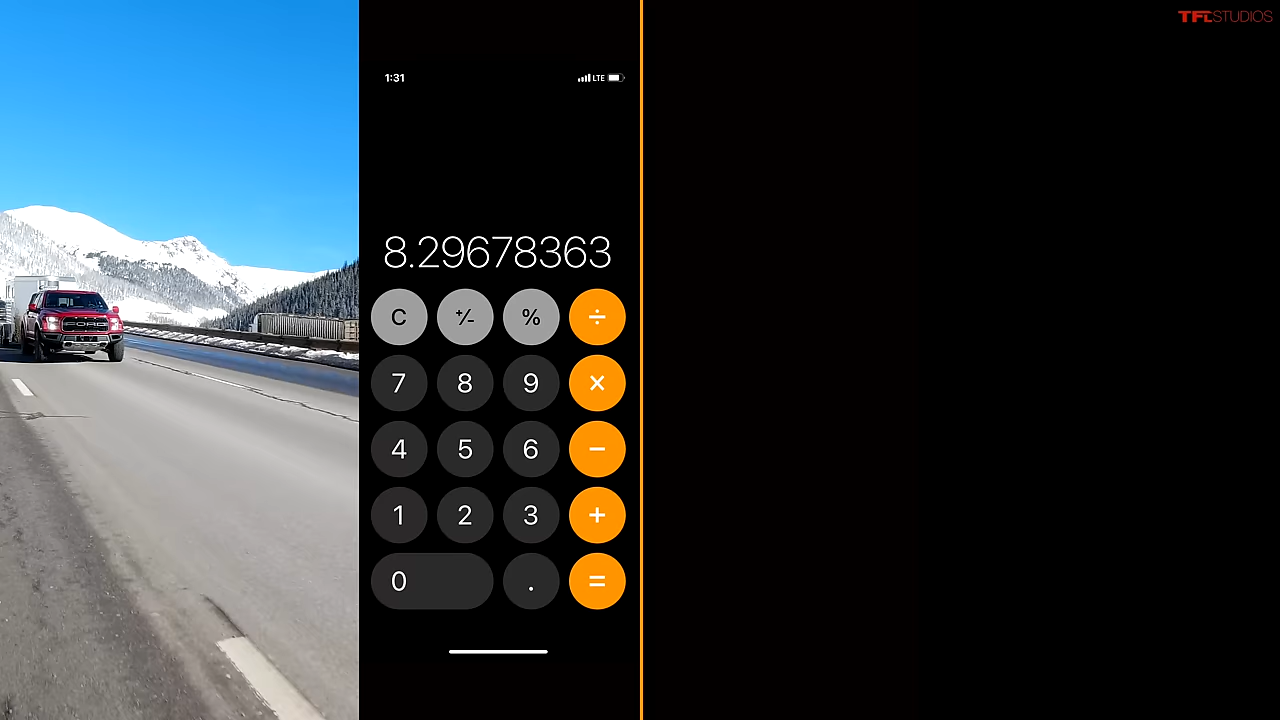 TFLSTUDIOS
1:31 LTE
8.29678363
C +/- % ÷
7 8 9 ×
4 5 6 −
1 2 3 +
0 . =
FORD